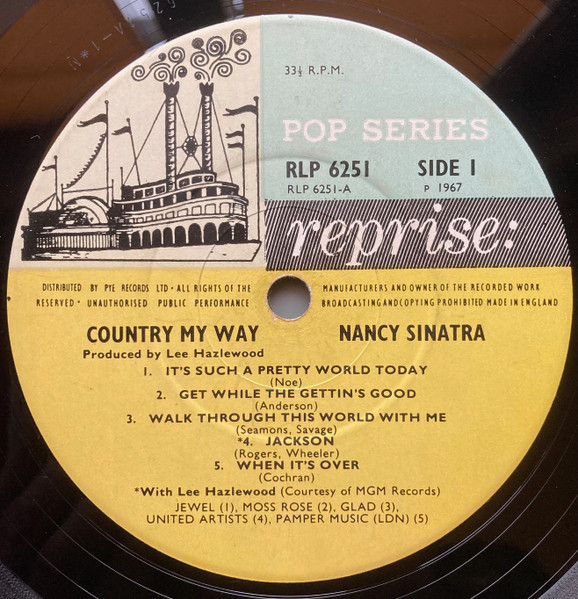 33⅓ R.P.M.
POP SERIES
RLP 6251 SIDE 1
RLP 6251-A P 1967
reprise:
DISTRIBUTED BY PYE RECORDS LTD · ALL RIGHTS OF THE MANUFACTURERS AND OWNER OF THE RECORDED WORK
RESERVED · UNAUTHORISED PUBLIC PERFORMANCE BROADCASTING AND COPYING PROHIBITED MADE IN ENGLAND
COUNTRY MY WAY NANCY SINATRA
Produced by Lee Hazlewood
1. IT'S SUCH A PRETTY WORLD TODAY
(Noe)
2. GET WHILE THE GETTIN'S GOOD
(Anderson)
3. WALK THROUGH THIS WORLD WITH ME
(Seamons, Savage)
*4. JACKSON
(Rogers, Wheeler)
5. WHEN IT'S OVER
(Cochran)
*With Lee Hazlewood (Courtesy of MGM Records)
JEWEL (1), MOSS ROSE (2), GLAD (3),
UNITED ARTISTS (4), PAMPER MUSIC (LDN) (5)